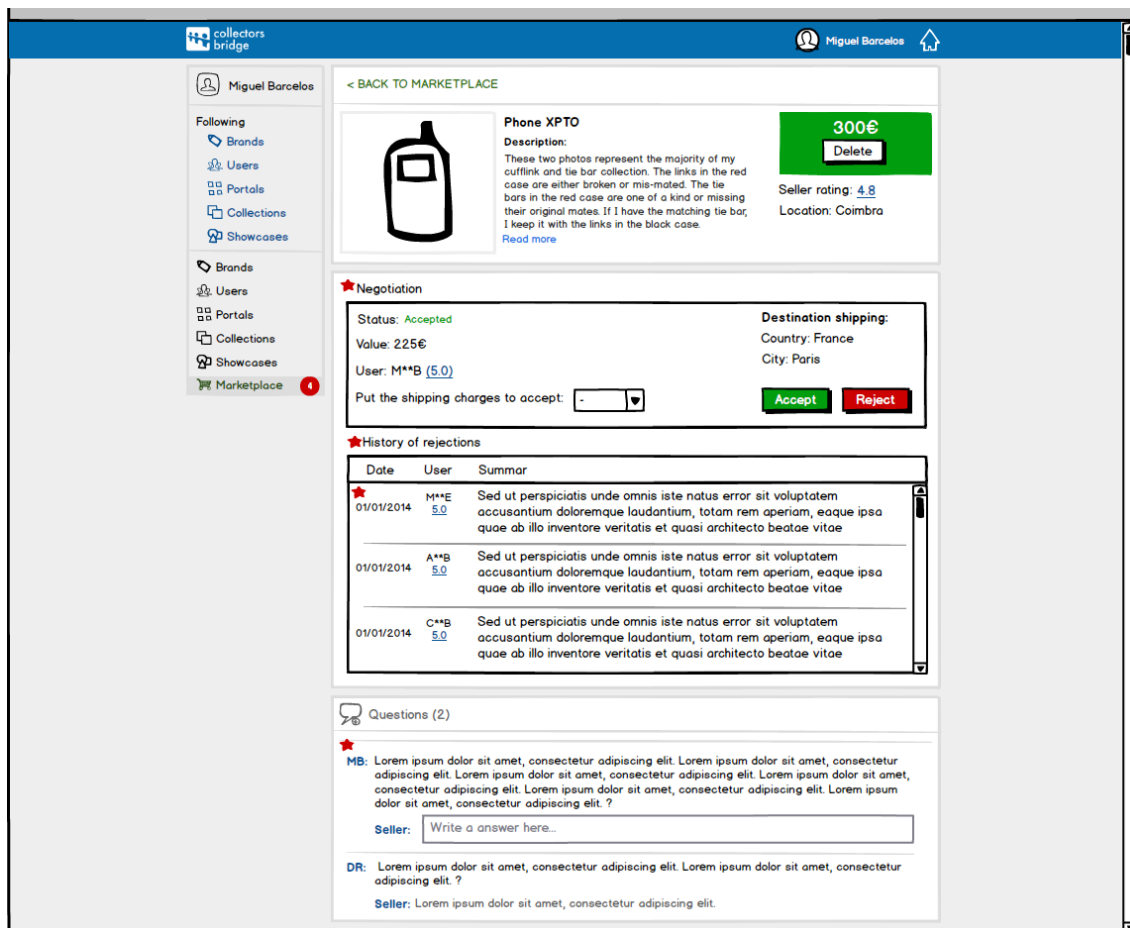 collectors
bridge
Miguel Barcelos
Miguel Barcelos
Following
Brands
Users
Portals
Collections
Showcases
Brands
Users
Portals
Collections
Showcases
Marketplace
4
< BACK TO MARKETPLACE
Phone XPTO
Description:
These two photos represent the majority of my
cufflink and tie bar collection. The links in the red
case are either broken or mis-mated. The tie
bars in the red case are one of a kind or missing
their original mates. If I have the matching tie bar,
I keep it with the links in the black case.
Read more
300€
Delete
Seller rating: 4.8
Location: Coimbra
Negotiation
Status: Accepted
Value: 225€
User: M**B (5.0)
Put the shipping charges to accept: -
Destination shipping:
Country: France
City: Paris
Accept Reject
History of rejections
Date User Summar
01/01/2014 M**E 5.0 Sed ut perspiciatis unde omnis iste natus error sit voluptatem
accusantium doloremque laudantium, totam rem aperiam, eaque ipsa
quae ab illo inventore veritatis et quasi architecto beatae vitae
01/01/2014 A**B 5.0 Sed ut perspiciatis unde omnis iste natus error sit voluptatem
accusantium doloremque laudantium, totam rem aperiam, eaque ipsa
quae ab illo inventore veritatis et quasi architecto beatae vitae
01/01/2014 C**B 5.0 Sed ut perspiciatis unde omnis iste natus error sit voluptatem
accusantium doloremque laudantium, totam rem aperiam, eaque ipsa
quae ab illo inventore veritatis et quasi architecto beatae vitae
Questions (2)
MB: Lorem ipsum dolor sit amet, consectetur adipiscing elit. Lorem ipsum dolor sit amet, consectetur
adipiscing elit. Lorem ipsum dolor sit amet, consectetur adipiscing elit. Lorem ipsum dolor sit amet,
consectetur adipiscing elit. Lorem ipsum dolor sit amet, consectetur adipiscing elit. Lorem ipsum
dolor sit amet, consectetur adipiscing elit. ?
Seller: Write a answer here...
DR: Lorem ipsum dolor sit amet, consectetur adipiscing elit. Lorem ipsum dolor sit amet, consectetur
adipiscing elit. ?
Seller: Lorem ipsum dolor sit amet, consectetur adipiscing elit.